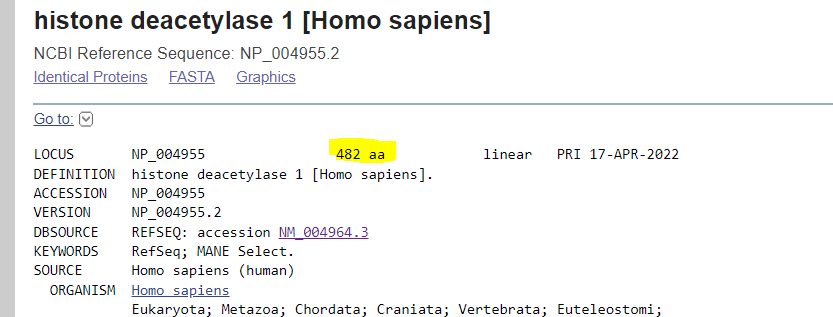 histone deacetylase 1 [Homo sapiens]
NCBI Reference Sequence: NP_004955.2
Identical Proteins FASTA Graphics
Go to:
LOCUS NP_004955 482 aa linear PRI 17-APR-2022
DEFINITION histone deacetylase 1 [Homo sapiens].
ACCESSION NP_004955
VERSION NP_004955.2
DBSOURCE REFSEQ: accession NM_004964.3
KEYWORDS RefSeq; MANE Select.
SOURCE Homo sapiens (human)
ORGANISM Homo sapiens
Eukaryota; Metazoa; Chordata; Craniata; Vertebrata; Euteleostomi;